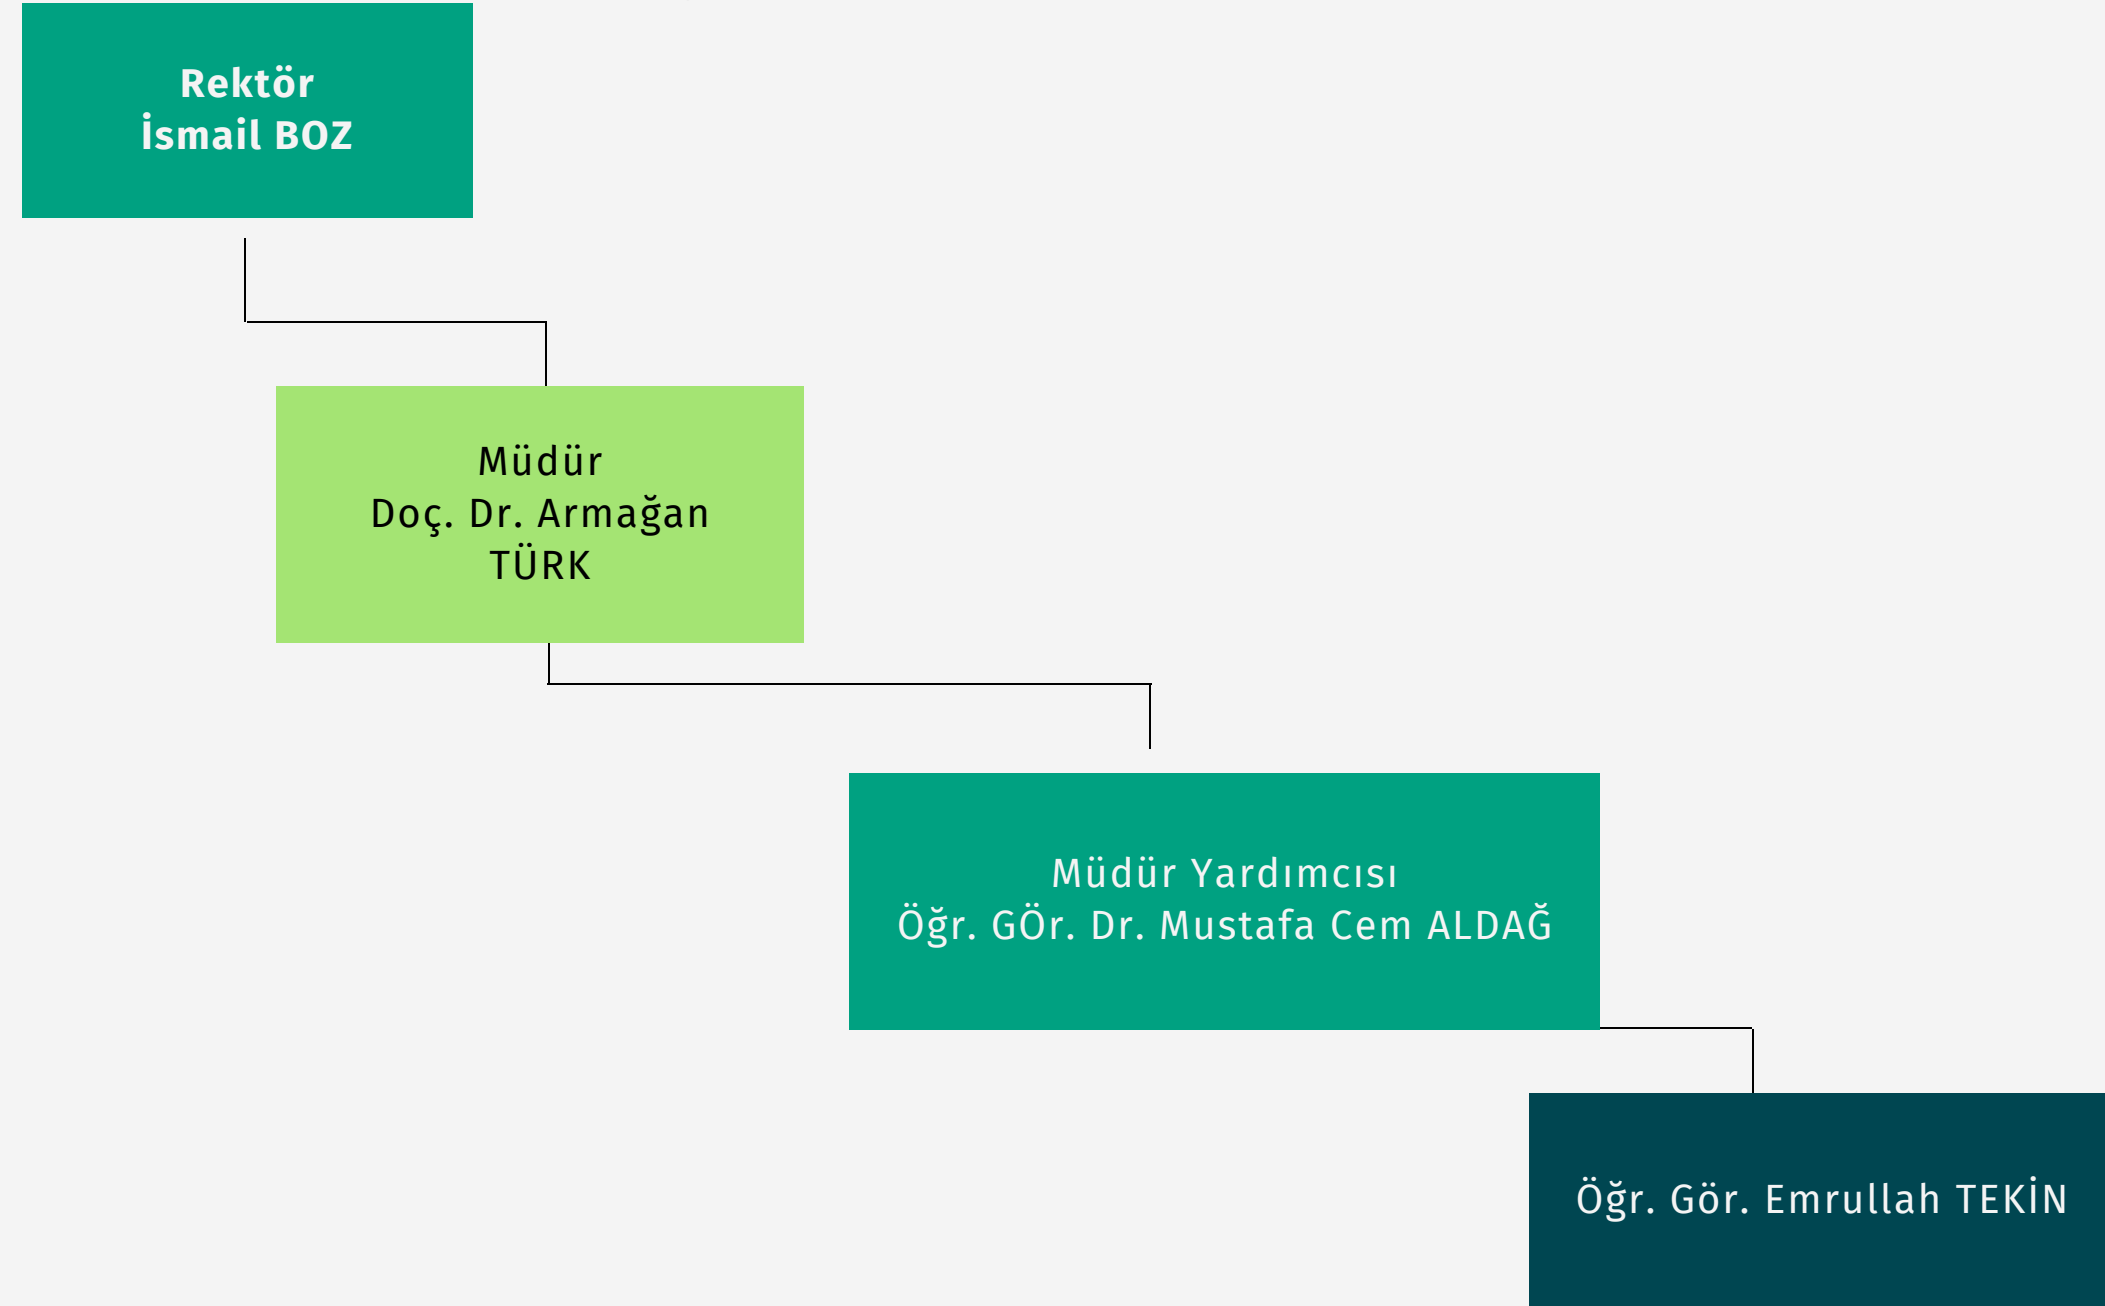 Rektör
İsmail BOZ
Müdür
Doç. Dr. Armağan
TÜRK
Müdür Yardımcısı
Öğr. GÖr. Dr. Mustafa Cem ALDAĞ
Öğr. Gör. Emrullah TEKİN